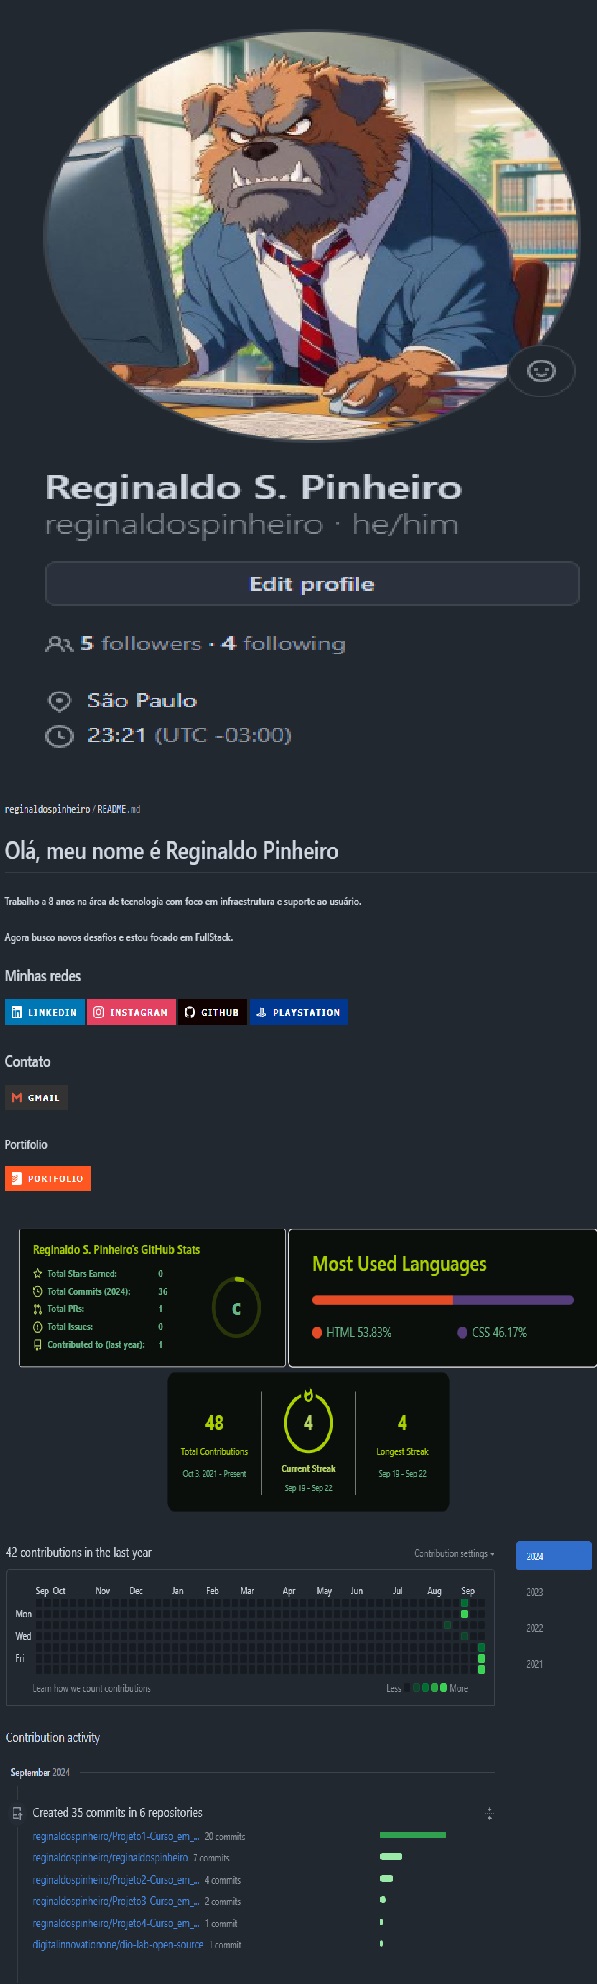 Reginaldo S. Pinheiro
reginaldospinheiro · he/him
Edit profile
5 followers · 4 following
São Paulo
23:21 (UTC -03:00)
reginaldospinheiro / README.md
Olá, meu nome é Reginaldo Pinheiro
Trabalho a 8 anos na área de tecnologia com foco em infraestrutura e suporte ao usuário.
Agora busco novos desafios e estou focado em FullStack.
Minhas redes
LINKEDIN INSTAGRAM GITHUB PLAYSTATION
Contato
GMAIL
Portifolio
PORTFOLIO
Reginaldo S. Pinheiro's GitHub Stats
Total Stars Earned: 0
Total Commits (2024): 36
Total PRs: 1
Total Issues: 0
Contributed to (last year): 1
C
Most Used Languages
HTML 53.83% CSS 46.17%
48
Total Contributions
Oct 3, 2021 - Present
4
Current Streak
Sep 19 - Sep 22
4
Longest Streak
Sep 19 - Sep 22
42 contributions in the last year
Contribution settings
2024
2023
2022
2021
Sep Oct Nov Dec Jan Feb Mar Apr May Jun Jul Aug Sep
Mon
Wed
Fri
Learn how we count contributions
Less More
Contribution activity
September 2024
Created 35 commits in 6 repositories
reginaldospinheiro/Projeto1-Curso_em_... 20 commits
reginaldospinheiro/reginaldospinheiro 7 commits
reginaldospinheiro/Projeto2-Curso_em_... 4 commits
reginaldospinheiro/Projeto3-Curso_em_... 2 commits
reginaldospinheiro/Projeto4-Curso_em_... 1 commit
digitalinnovationone/dio-lab-open-source 1 commit